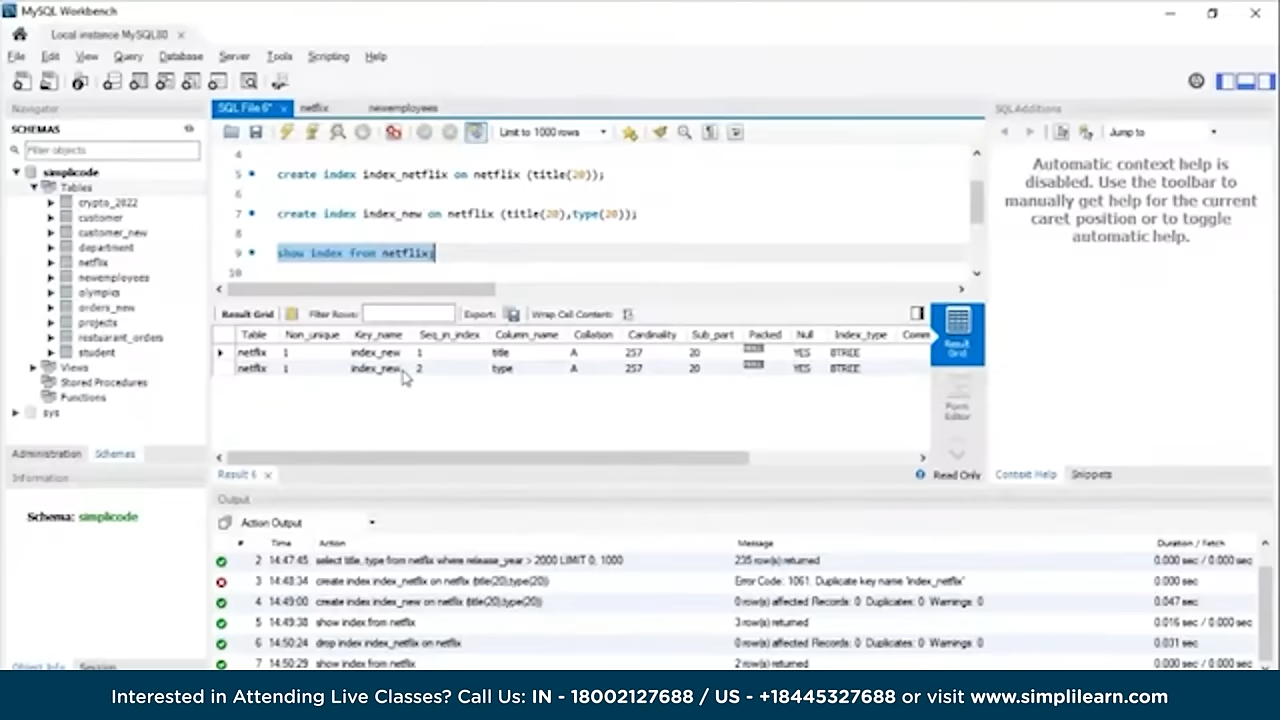 MySQL Workbench
Local instance MySQL80 ×
File Edit View Query Database Server Tools Scripting Help
Navigator
SCHEMAS
Filter objects
simplicode
Tables
crypto_2022
customer
customer_new
department
netflix
newemployees
olympics
orders_new
projects
restuarant_orders
student
Views
Stored Procedures
Functions
sys
Administration Schemas
Information
Schema: simplicode
Object Info Session
SQL File 6* × netflix newemployees
Limit to 1000 rows
4
5 create index index_netflix on netflix (title(20));
6
7 create index index_new on netflix (title(20),type(20));
8
9 show index from netflix;
10
Result Grid Filter Rows: Export: Wrap Cell Content:
Table Non_unique Key_name Seq_in_index Column_name Collation Cardinality Sub_part Packed Null Index_type Comm
netflix 1 index_new 1 title A 257 20 YES BTREE
netflix 1 index_new 2 type A 257 20 YES BTREE
Result Grid
Form Editor
Result 6 × Read Only
SQLAdditions
Jump to
Automatic context help is
disabled. Use the toolbar to
manually get help for the current
caret position or to toggle
automatic help.
Context Help Snippets
Output
Action Output
# Time Action Message Duration / Fetch
2 14:47:45 select title, type from netflix where release_year > 2000 LIMIT 0, 1000 235 row(s) returned 0.000 sec / 0.000 sec
3 14:48:34 create index index_netflix on netflix (title(20),type(20)) Error Code: 1061. Duplicate key name 'index_netflix' 0.000 sec
4 14:49:00 create index index_new on netflix (title(20),type(20)) 0 row(s) affected Records: 0 Duplicates: 0 Warnings: 0 0.047 sec
5 14:49:38 show index from netflix 3 row(s) returned 0.016 sec / 0.000 sec
6 14:50:24 drop index index_netflix on netflix 0 row(s) affected Records: 0 Duplicates: 0 Warnings: 0 0.031 sec
7 14:50:29 show index from netflix 2 row(s) returned 0.000 sec / 0.000 sec
Interested in Attending Live Classes? Call Us: IN - 18002127688 / US - +18445327688 or visit www.simplilearn.com